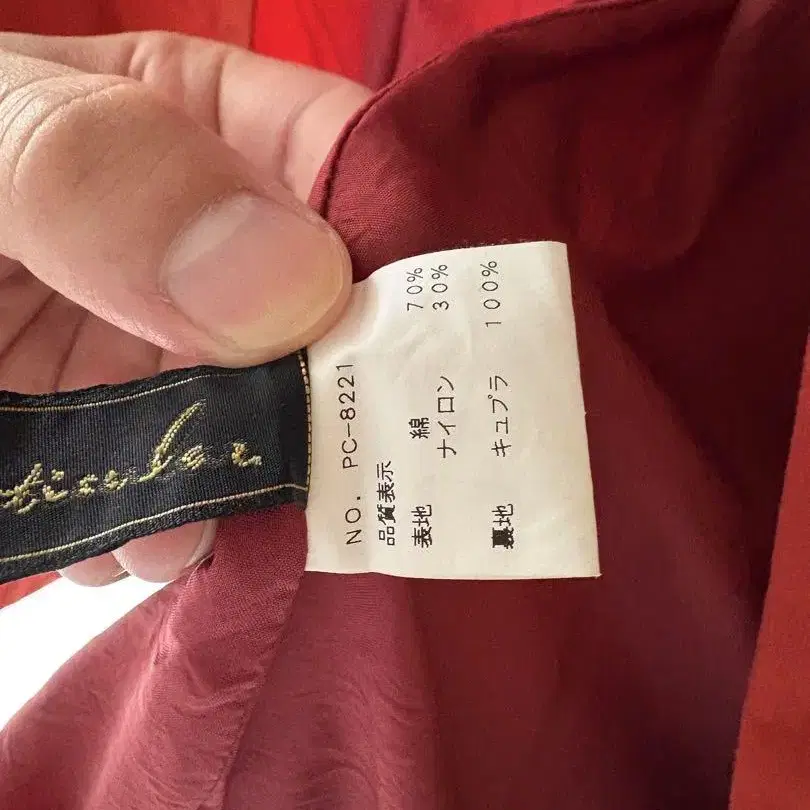 NO. PC-8221
品質表示
表地 綿 70%
ナイロン 30%
裏地 キュプラ 100%